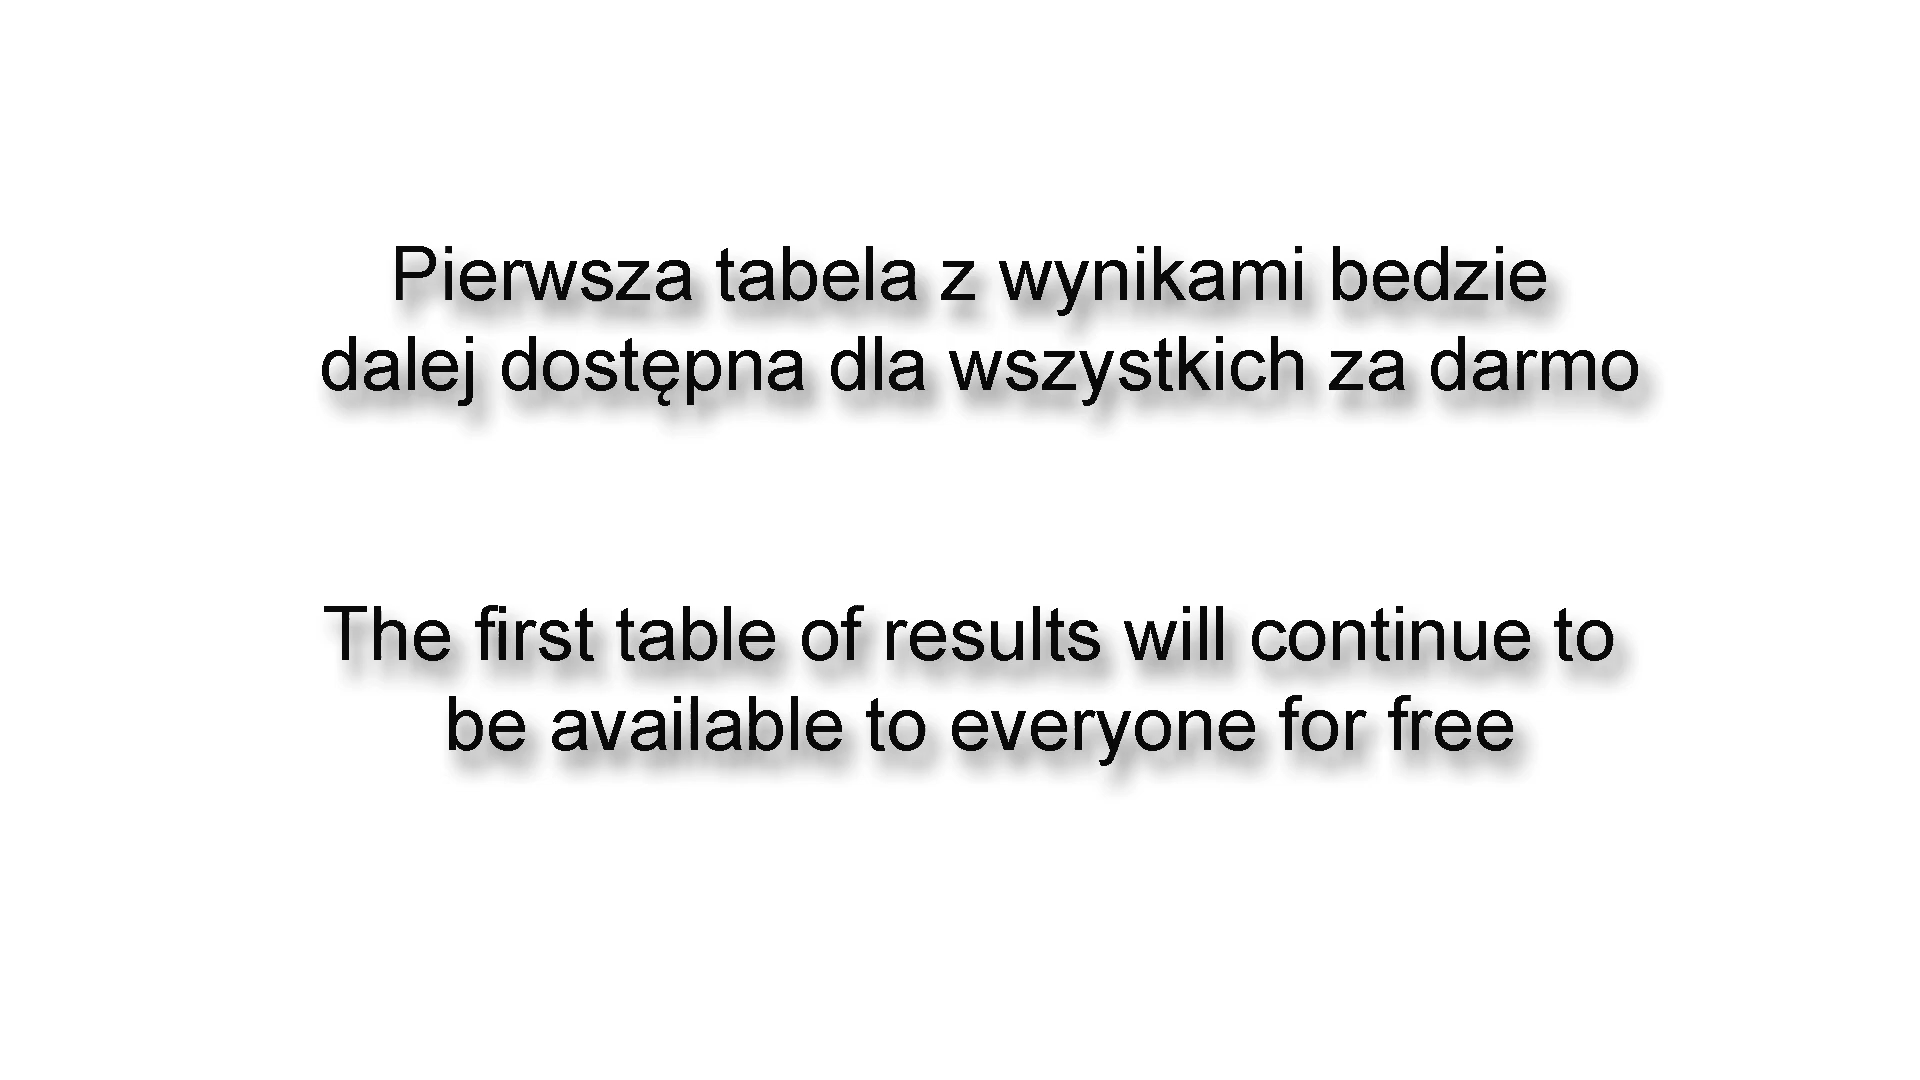 Pierwsza tabela z wynikami bedzie
dalej dostępna dla wszystkich za darmo
The first table of results will continue to
be available to everyone for free